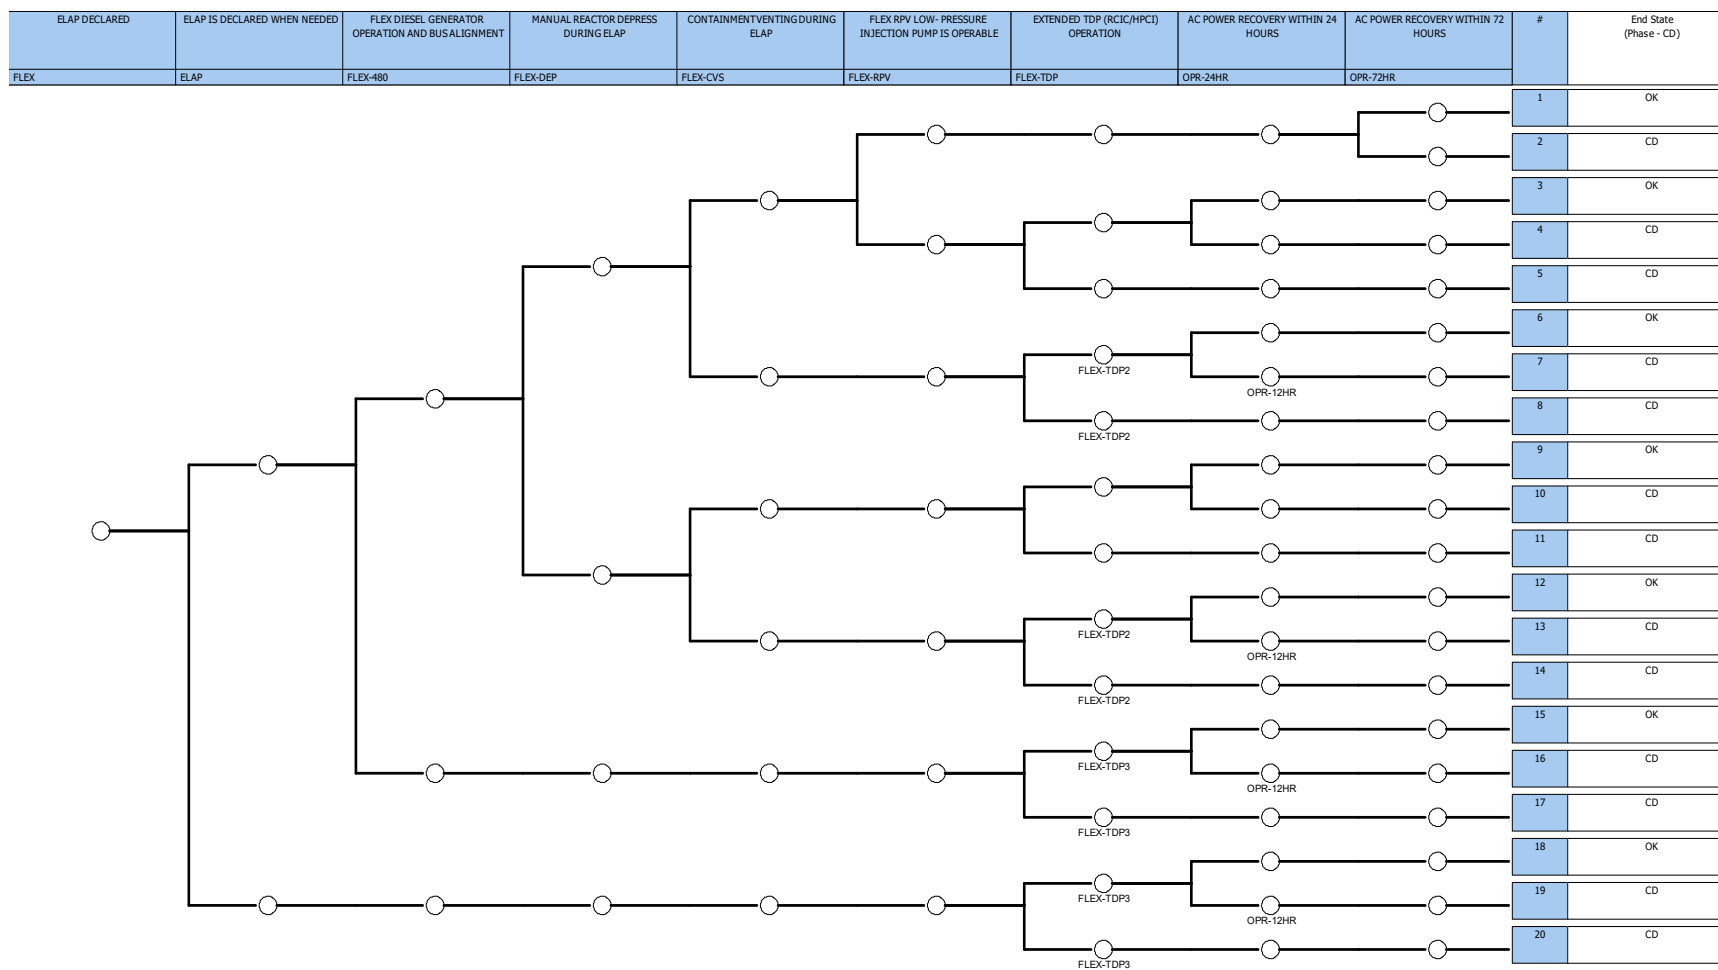 ELAP DECLARED
FLEX
ELAP IS DECLARED WHEN NEEDED
ELAP
FLEX DIESEL GENERATOR
OPERATION AND BUS ALIGNMENT
FLEX-480
MANUAL REACTOR DEPRESS
DURING ELAP
FLEX-DEP
CONTAINMENT VENTING DURING
ELAP
FLEX-CVS
FLEX RPV LOW- PRESSURE
INJECTION PUMP IS OPERABLE
FLEX-RPV
EXTENDED TDP (RCIC/HPCI)
OPERATION
FLEX-TDP
AC POWER RECOVERY WITHIN 24
HOURS
OPR-24HR
AC POWER RECOVERY WITHIN 72
HOURS
OPR-72HR
#
End State
(Phase - CD)
1 OK
2 CD
3 OK
4 CD
5 CD
6 OK
FLEX-TDP2
7 CD
OPR-12HR
8 CD
FLEX-TDP2
9 OK
10 CD
11 CD
12 OK
FLEX-TDP2
13 CD
OPR-12HR
14 CD
FLEX-TDP2
15 OK
FLEX-TDP3
16 CD
OPR-12HR
17 CD
FLEX-TDP3
18 OK
FLEX-TDP3
19 CD
OPR-12HR
20 CD
FLEX-TDP3